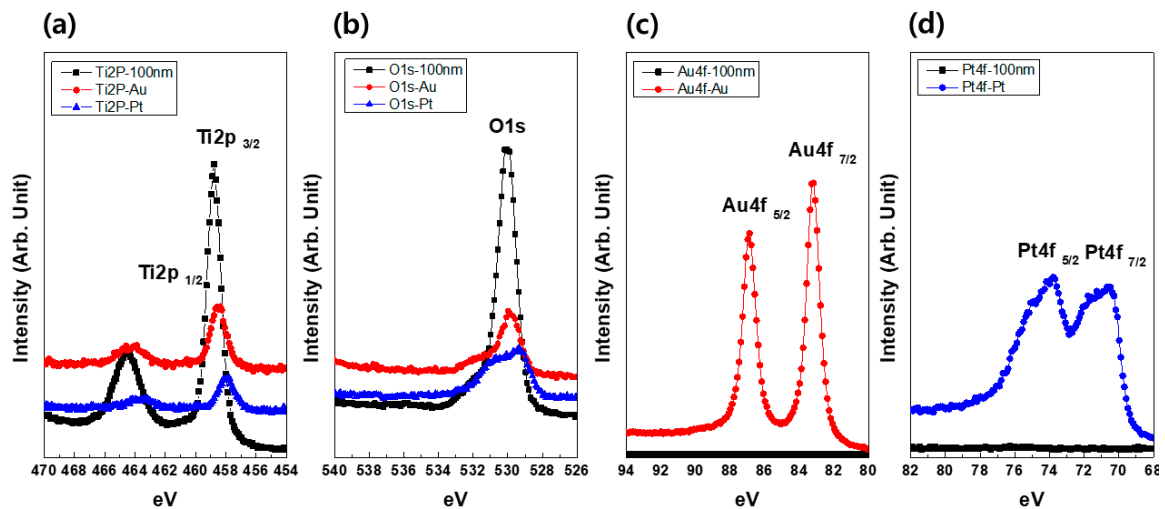 (a)
Ti2P-100nm
Ti2P-Au
Ti2P-Pt
Ti2p 3/2
Ti2p 1/2
Intensity (Arb. Unit)
470 468 466 464 462 460 458 456 454
eV
(b)
O1s-100nm
O1s-Au
O1s-Pt
O1s
Intensity (Arb. Unit)
540 538 536 534 532 530 528 526
eV
(c)
Au4f-100nm
Au4f-Au
Au4f 7/2
Au4f 5/2
Intensity (Arb. Unit)
94 92 90 88 86 84 82 80
eV
(d)
Pt4f-100nm
Pt4f-Pt
Pt4f 5/2 Pt4f 7/2
Intensity (Arb. Unit)
82 80 78 76 74 72 70 68
eV